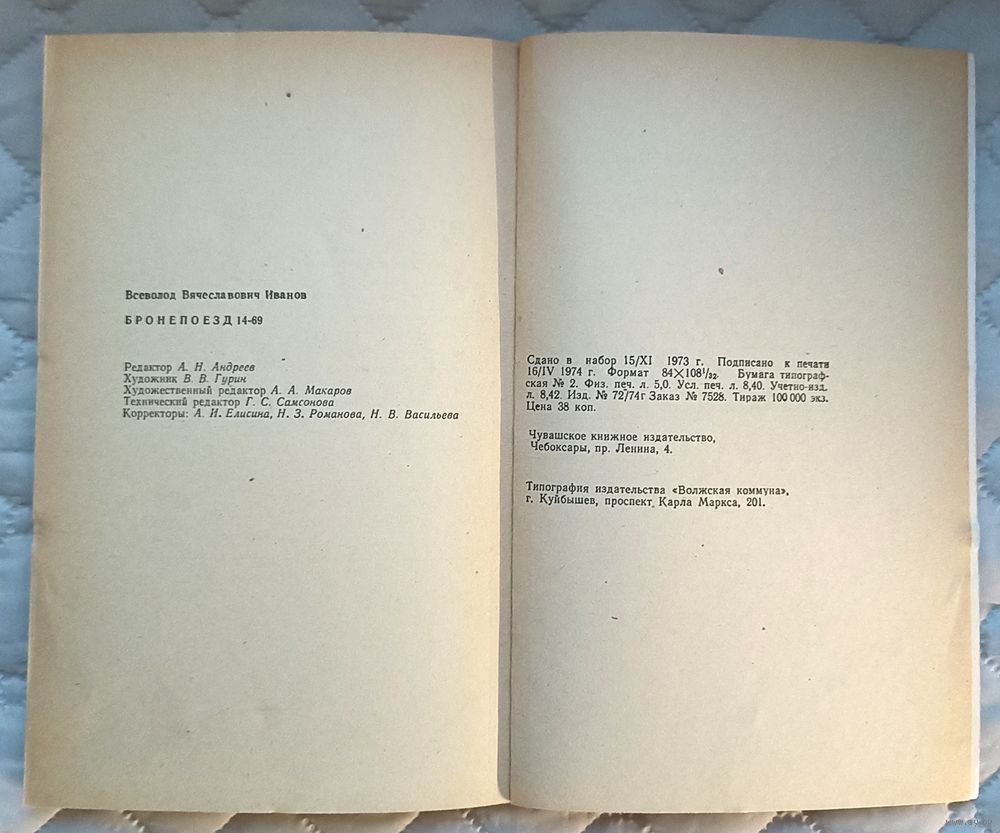 Всеволод Вячеславович Иванов
БРОНЕПОЕЗД 14-69
Редактор А. Н. Андреев
Художник В. В. Гурин
Художественный редактор А. А. Макаров
Технический редактор Г. С. Самсонова
Корректоры: А. И. Елисина, Н. З. Романова, Н. В. Васильева
Сдано в набор 15/XI 1973 г. Подписано к печати
16/IV 1974 г. Формат 84×108¹/₃₂. Бумага типограф-
ская № 2. Физ. печ. л. 5,0. Усл. печ. л. 8,40. Учетно-изд.
л. 8,42. Изд. № 72/74г Заказ № 7528. Тираж 100 000 экз.
Цена 38 коп.
Чувашское книжное издательство,
Чебоксары, пр. Ленина, 4.
Типография издательства «Волжская коммуна»,
г. Куйбышев, проспект Карла Маркса, 201.